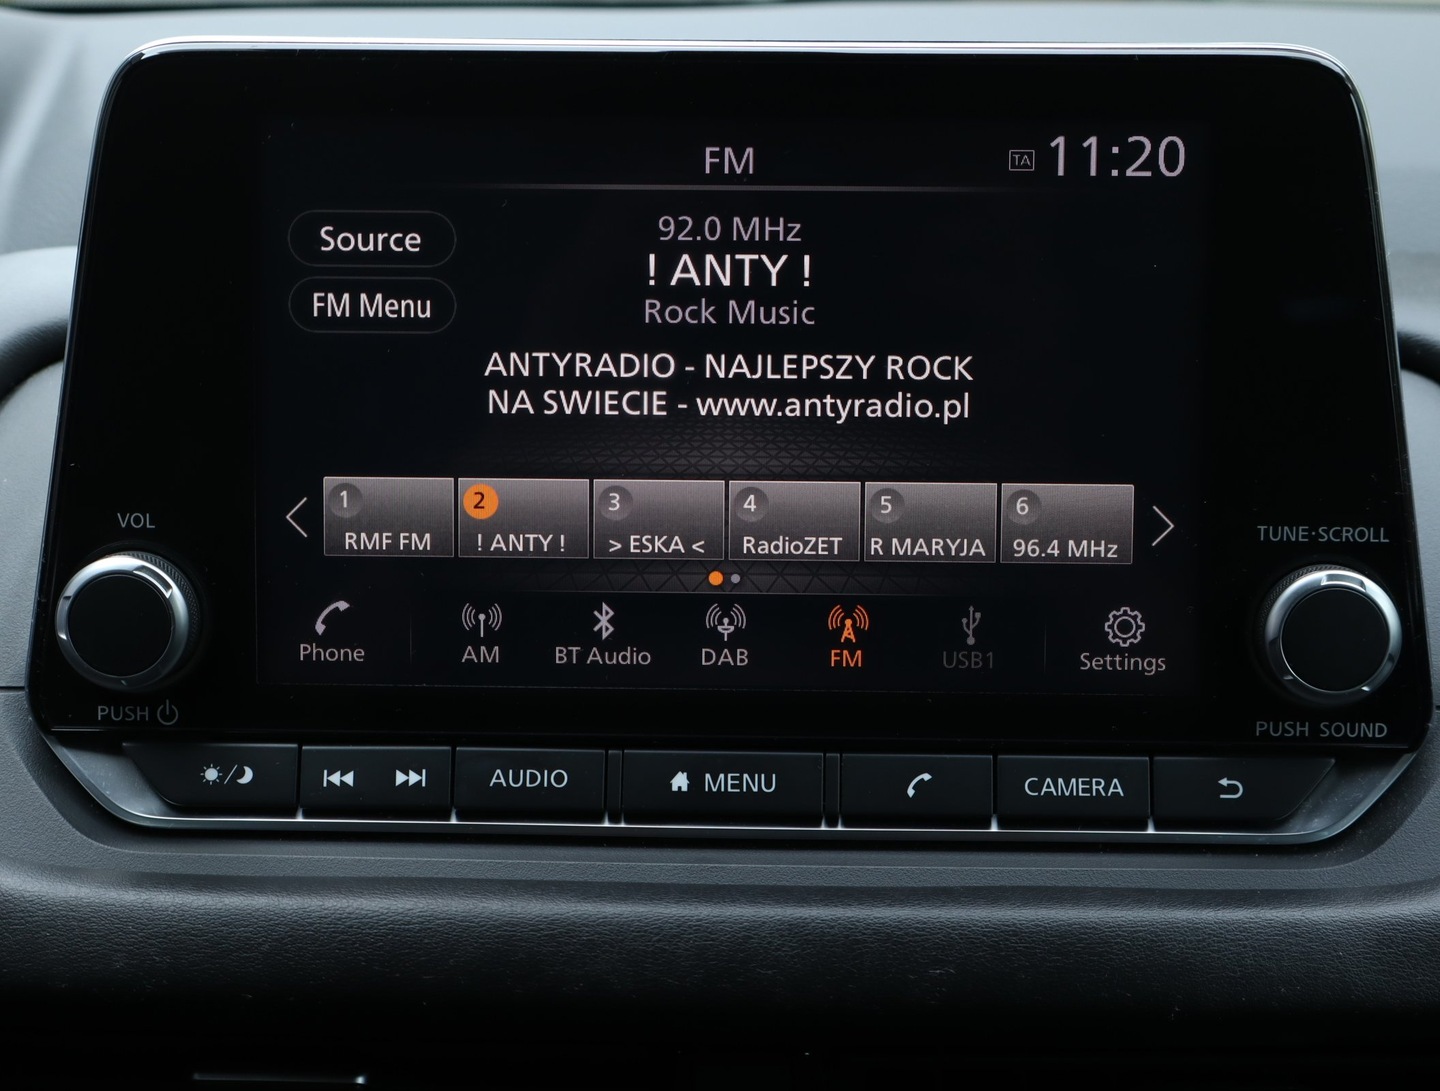 FM
TA 11:20
Source
FM Menu
92.0 MHz
! ANTY !
Rock Music
ANTYRADIO - NAJLEPSZY ROCK
NA SWIECIE - www.antyradio.pl
1 2 3 4 5 6
RMF FM ! ANTY ! > ESKA < RadioZET R MARYJA 96.4 MHz
VOL
TUNE·SCROLL
Phone AM BT Audio DAB FM USB1 Settings
PUSH
PUSH SOUND
AUDIO MENU CAMERA